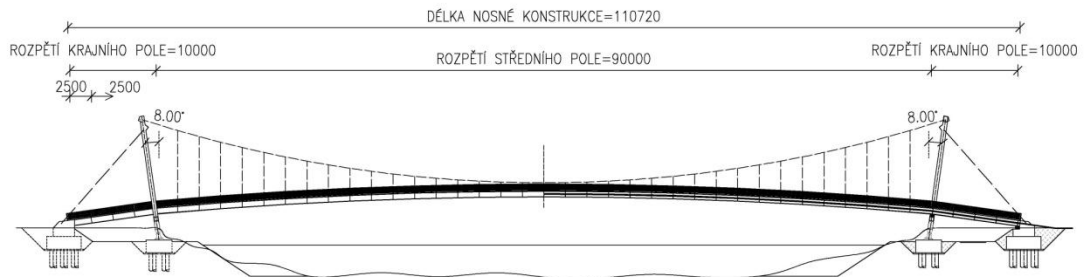 DÉLKA NOSNÉ KONSTRUKCE=110720
ROZPĚTÍ KRAJNÍHO POLE=10000
ROZPĚTÍ STŘEDNÍHO POLE=90000
ROZPĚTÍ KRAJNÍHO POLE=10000
2500 2500
8.00°
8.00°